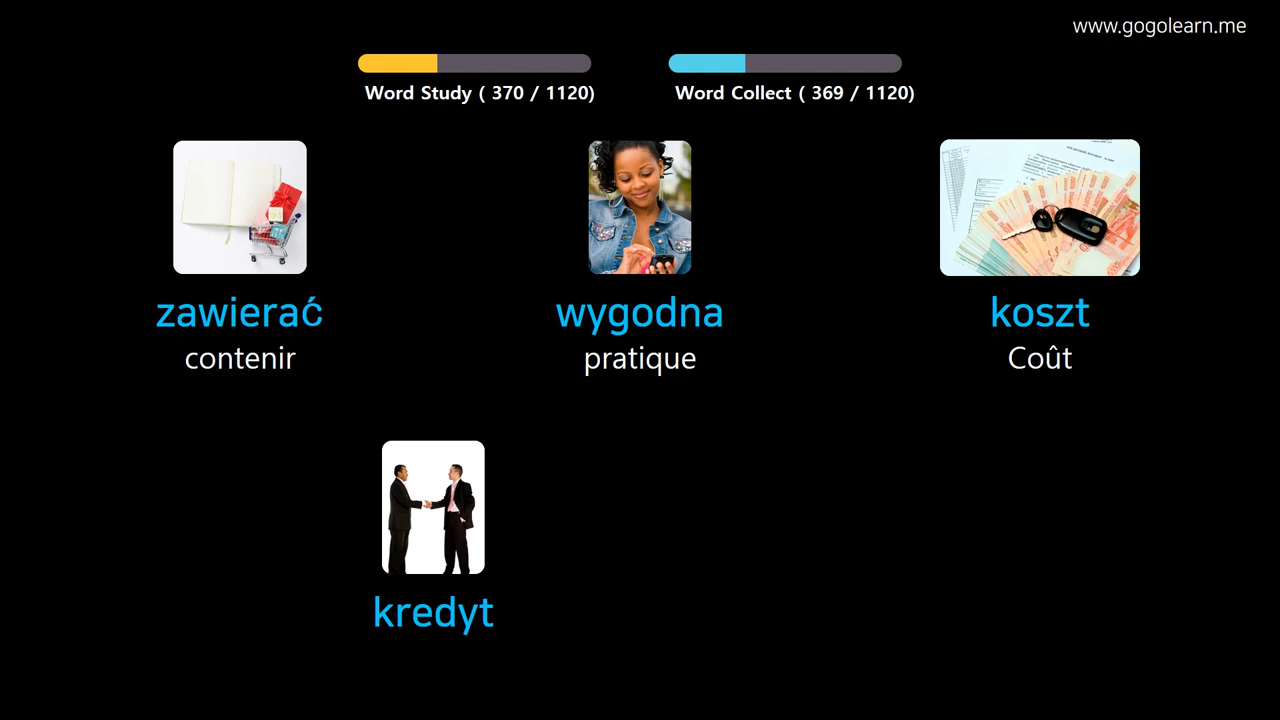 www.gogolearn.me
Word Study ( 370 / 1120)
Word Collect ( 369 / 1120)
zawierać
wygodna
koszt
contenir
pratique
Coût
kredyt